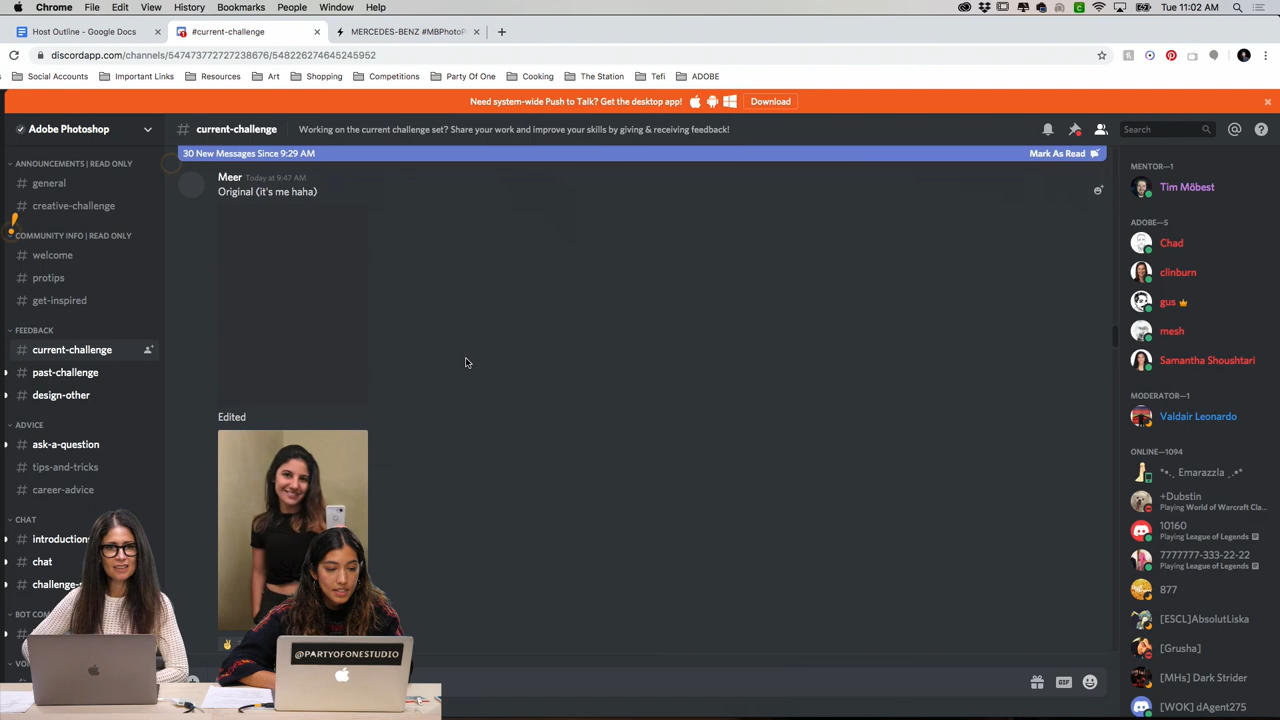 Chrome File Edit View History Bookmarks People Window Help Tue 11:02 AM
Host Outline - Google Docs #current-challenge MERCEDES-BENZ #MBPhotoP
discordapp.com/channels/547473772727238676/548226274645245952
Social Accounts Important Links Resources Art Shopping Competitions Party Of One Cooking The Station Tefi ADOBE
Need system-wide Push to Talk? Get the desktop app! Download
Adobe Photoshop
# current-challenge Working on the current challenge set? Share your work and improve your skills by giving & receiving feedback!
Search
30 New Messages Since 9:29 AM Mark As Read
ANNOUNCEMENTS | READ ONLY
# general
# creative-challenge
COMMUNITY INFO | READ ONLY
# welcome
# protips
# get-inspired
FEEDBACK
# current-challenge
# past-challenge
# design-other
ADVICE
# ask-a-question
# tips-and-tricks
# career-advice
CHAT
# introductions
# chat
# challenge-
BOT COM
#
VO
Meer Today at 9:47 AM
Original (it's me haha)
Edited
@PARTYOFONESTUDIO
GIF
MENTOR—1
Tim Möbest
ADOBE—5
Chad
clinburn
gus
mesh
Samantha Shoushtari
MODERATOR—1
Valdair Leonardo
ONLINE—1094
*•.¸ Emarazzla ¸.•*
+Dubstin
Playing World of Warcraft Cla...
10160
Playing League of Legends
7777777-333-22-22
Playing League of Legends
877
[ESCL]AbsolutLiska
[Grusha]
[MHs] Dark Strider
[WOK] dAgent275